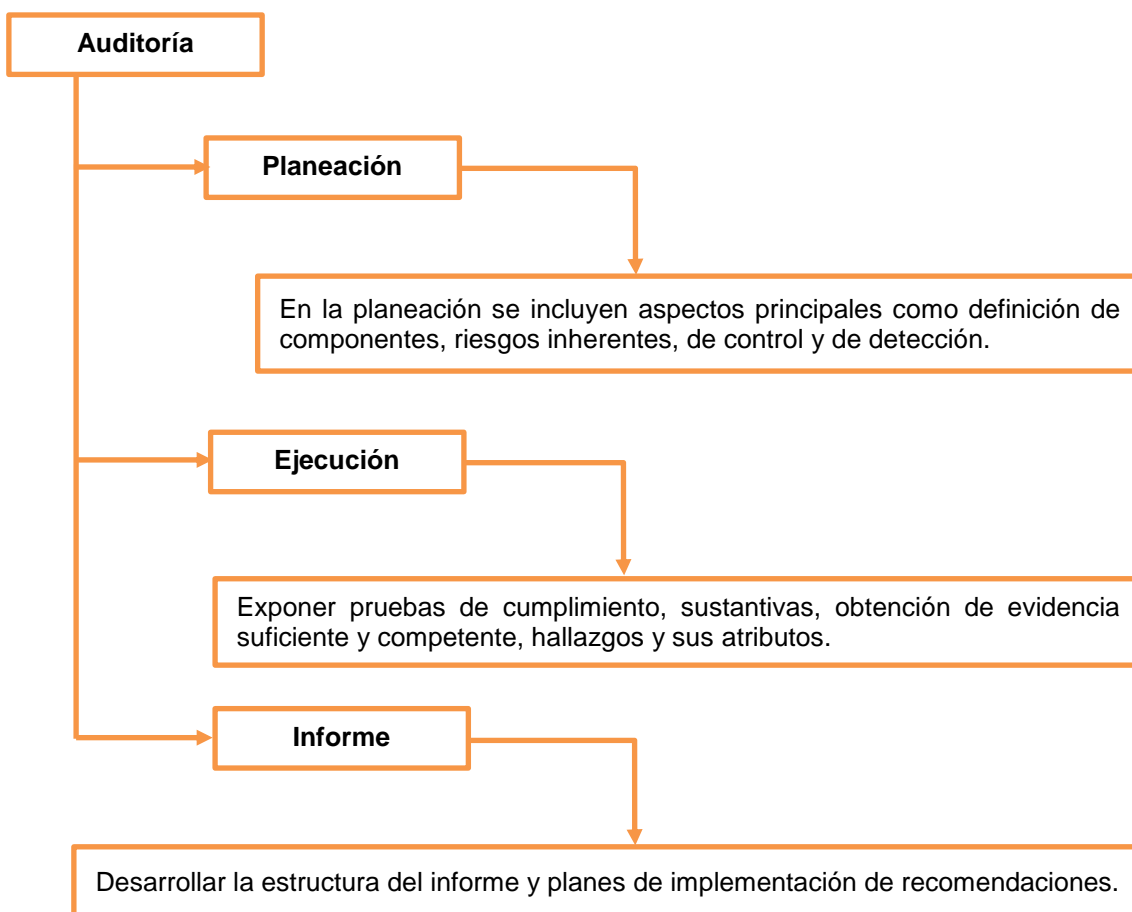 Auditoría
Planeación
En la planeación se incluyen aspectos principales como definición de
componentes, riesgos inherentes, de control y de detección.
Ejecución
Exponer pruebas de cumplimiento, sustantivas, obtención de evidencia
suficiente y competente, hallazgos y sus atributos.
Informe
Desarrollar la estructura del informe y planes de implementación de recomendaciones.